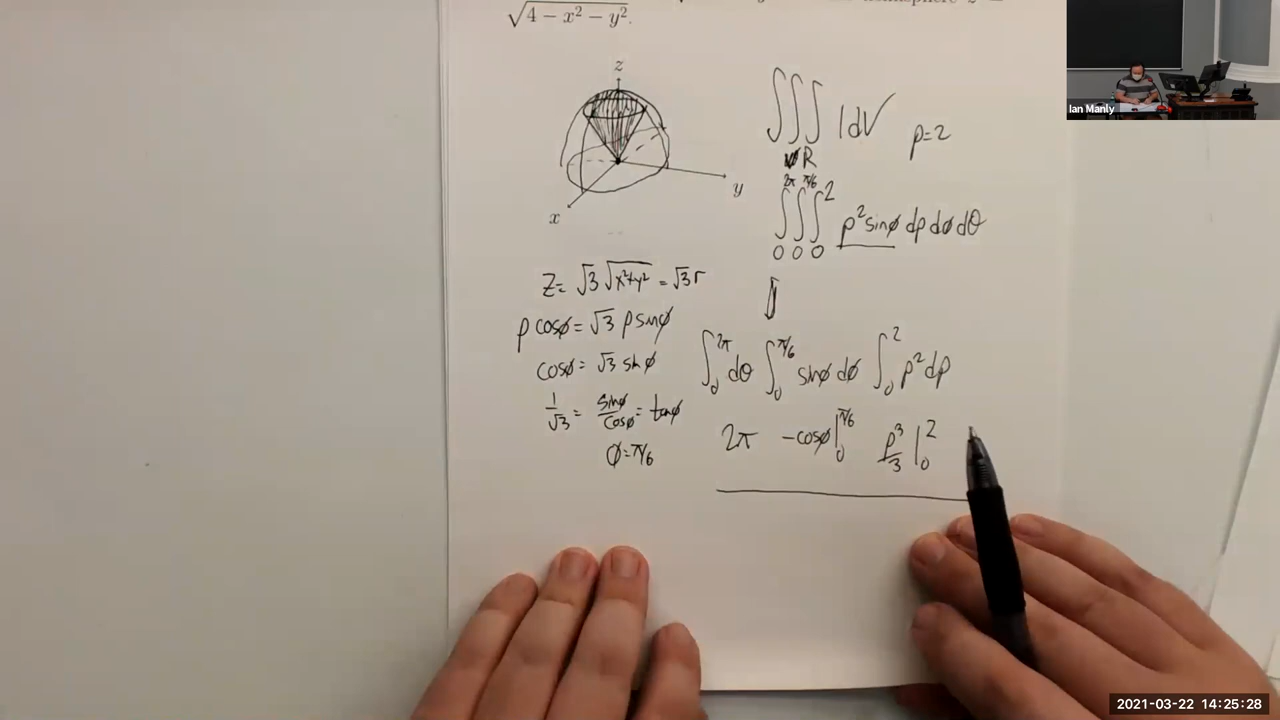 √4 − x² − y².
z
y
x
∫∫∫ 1 dV
R
ρ=2
∫₀^2π ∫₀^π/6 ∫₀^2 ρ² sinϕ dρ dϕ dθ
z = √3 √x²+y² = √3 r
ρ cosϕ = √3 ρ sinϕ
cosϕ = √3 sinϕ
1/√3 = sinϕ/cosϕ = tanϕ
ϕ=π/6
∫₀^2π dθ ∫₀^π/6 sinϕ dϕ ∫₀^2 ρ² dρ
2π −cosϕ|₀^π/6 ρ³/3 |₀^2
Ian Manly
2021-03-22 14:25:28